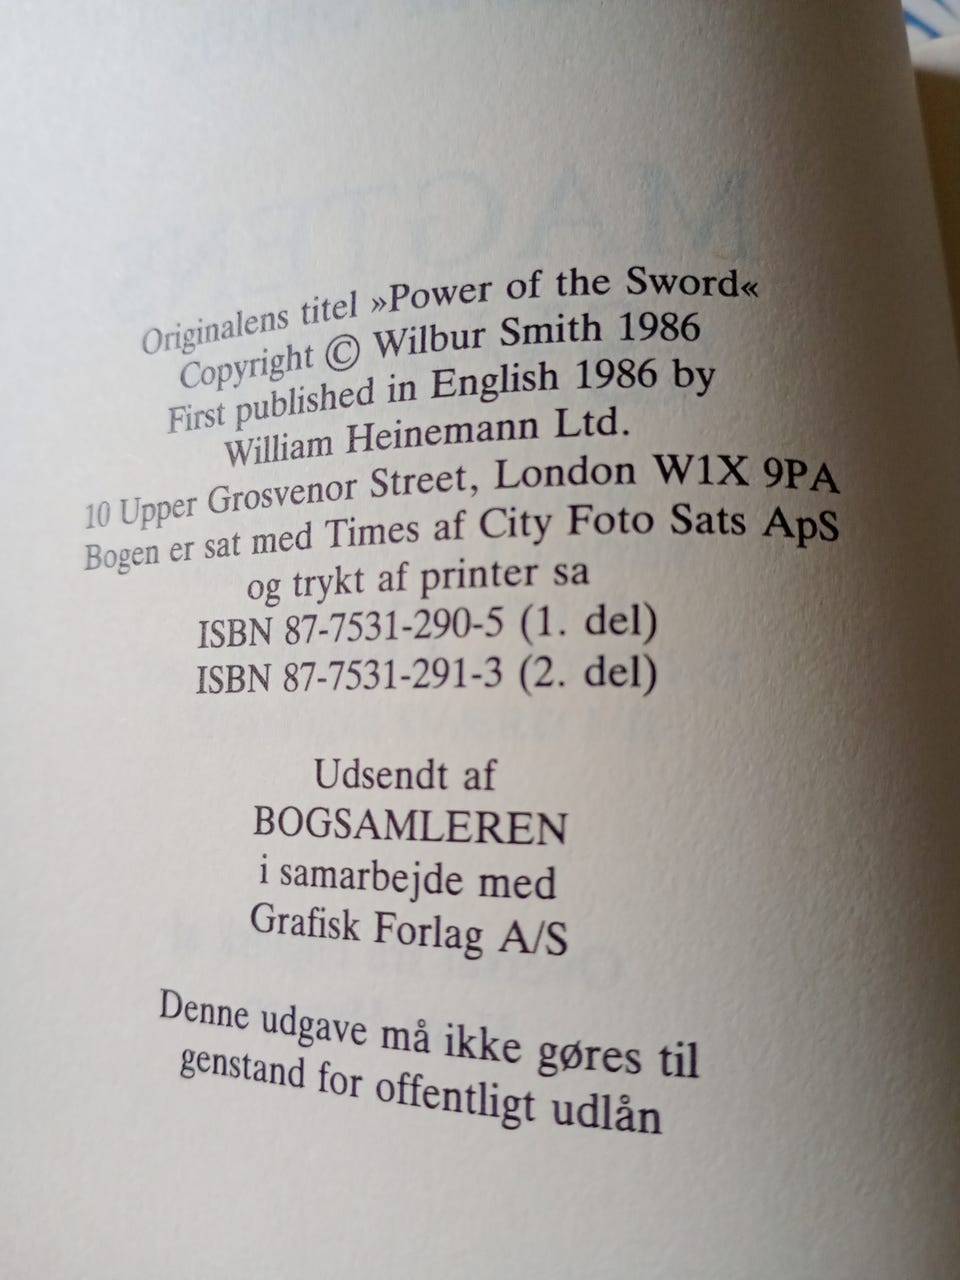 Originalens titel »Power of the Sword«
Copyright © Wilbur Smith 1986
First published in English 1986 by
William Heinemann Ltd.
10 Upper Grosvenor Street, London W1X 9PA
Bogen er sat med Times af City Foto Sats ApS
og trykt af printer sa
ISBN 87-7531-290-5 (1. del)
ISBN 87-7531-291-3 (2. del)
Udsendt af
BOGSAMLEREN
i samarbejde med
Grafisk Forlag A/S
Denne udgave må ikke gøres til
genstand for offentligt udlån